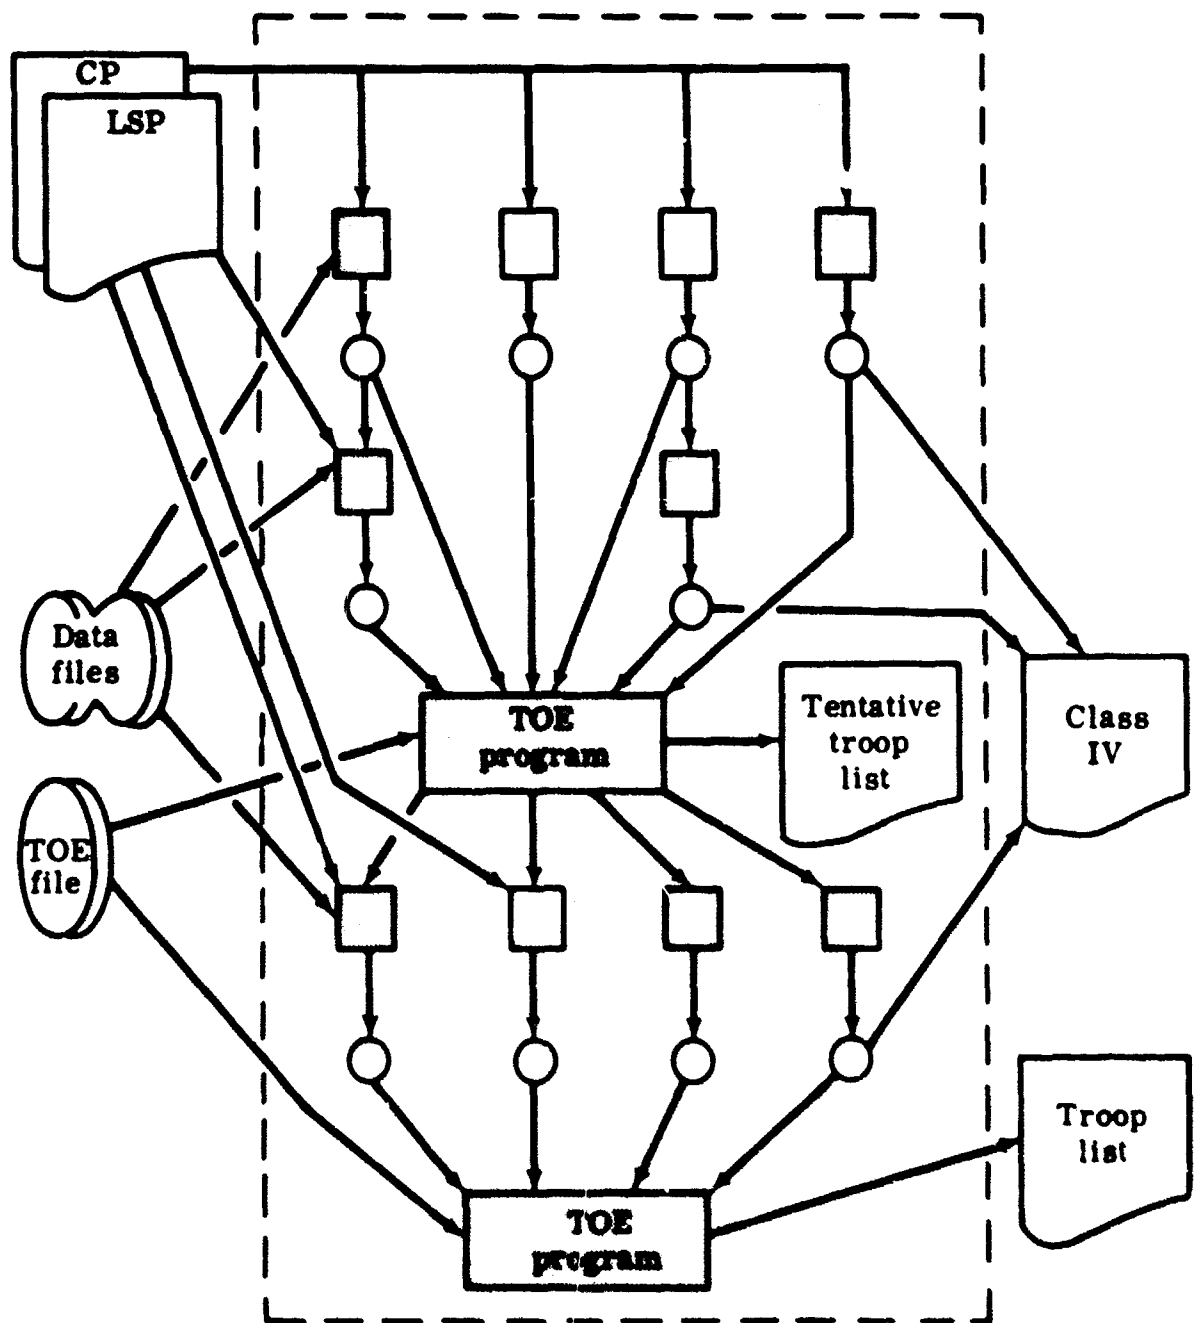 CP
LSP
Data
files
TOE
program
Tentative
troop
list
Class
IV
TOE
file
Troop
list
TOE
program